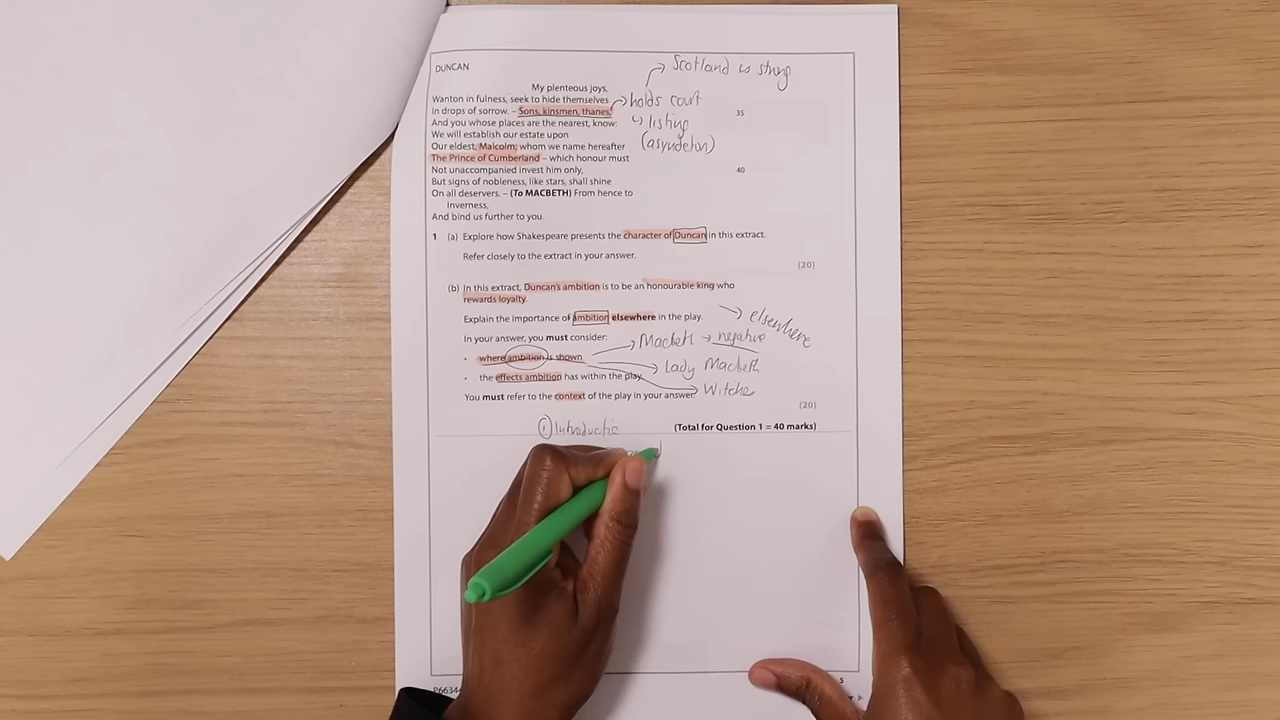 DUNCAN
Scotland is strong
My plenteous joys,
Wanton in fulness, seek to hide themselves
holds court
In drops of sorrow. – Sons, kinsmen, thanes,
35
And you whose places are the nearest, know:
listing
We will establish our estate upon
Our eldest, Malcolm; whom we name hereafter
(asyndeton)
The Prince of Cumberland – which honour must
Not unaccompanied invest him only,
40
But signs of nobleness, like stars, shall shine
On all deservers. – (To MACBETH) From hence to
Inverness,
And bind us further to you.
1 (a) Explore how Shakespeare presents the character of Duncan in this extract.
Refer closely to the extract in your answer.
(20)
(b) In this extract, Duncan's ambition is to be an honourable king who
rewards loyalty.
Explain the importance of ambition elsewhere in the play.
elsewhere
In your answer, you must consider:
Macbeth → negative
• where ambition is shown
Lady Macbeth
• the effects ambition has within the play.
Witches
You must refer to the context of the play in your answer.
(20)
① Introductio
(Total for Question 1 = 40 marks)
5